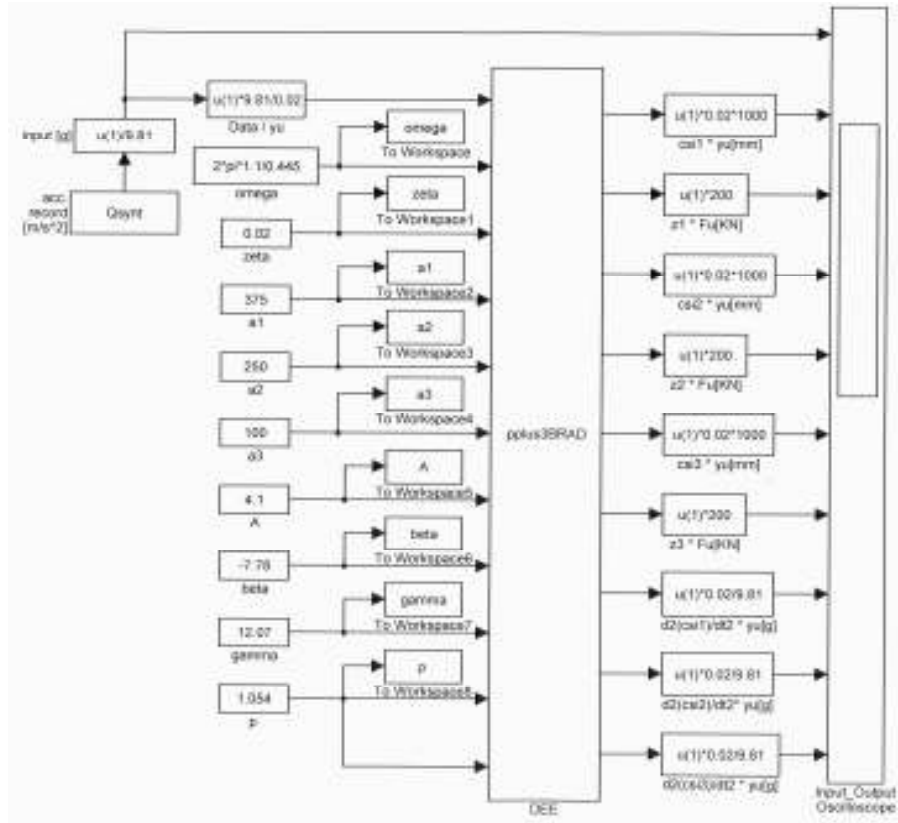 u(1)*9.81/0.02
Data / yu
input [g]
u(1)/9.81
omega
To Workspace
2*pi*1.1/0.445
omega
acc.
record
[m/s^2]
Qsynt
zeta
To Workspace1
0.02
zeta
a1
To Workspace2
375
a1
a2
To Workspace3
250
a2
a3
To Workspace4
100
a3
A
To Workspace5
4.1
A
beta
To Workspace6
-7.78
beta
gamma
To Workspace7
12.07
gamma
p
To Workspace8
1.054
p
pplus3BRAD
DEE
u(1)*0.02*1000
csi1 * yu[mm]
u(1)*200
z1 * Fu[KN]
u(1)*0.02*1000
csi2 * yu[mm]
u(1)*200
z2 * Fu[KN]
u(1)*0.02*1000
csi3 * yu[mm]
u(1)*200
z3 * Fu[KN]
u(1)*0.02/9.81
d2(csi1)/dt2 * yu[g]
u(1)*0.02/9.81
d2(csi2)/dt2* yu[g]
u(1)*0.02/9.81
d2(csi3)/dt2 * yu[g]
Input_Output
Oscilloscope